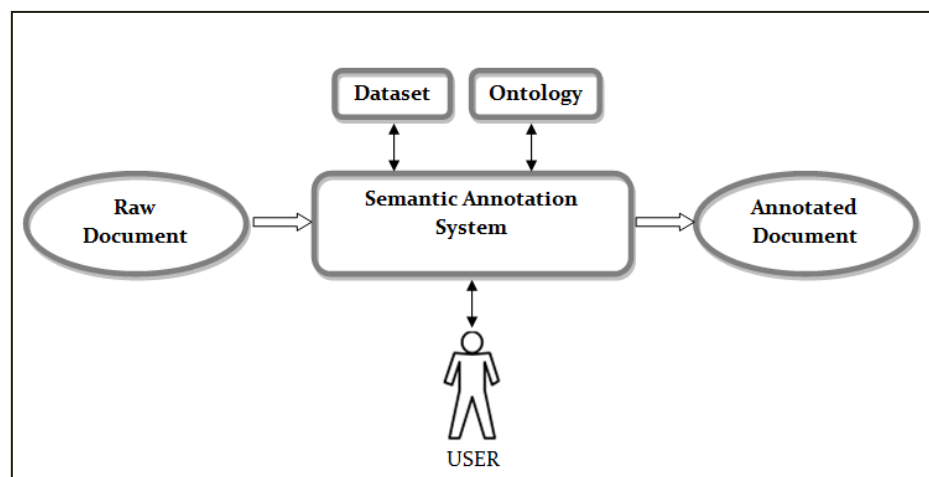 Dataset
Ontology
Raw
Document
Semantic Annotation
System
Annotated
Document
USER